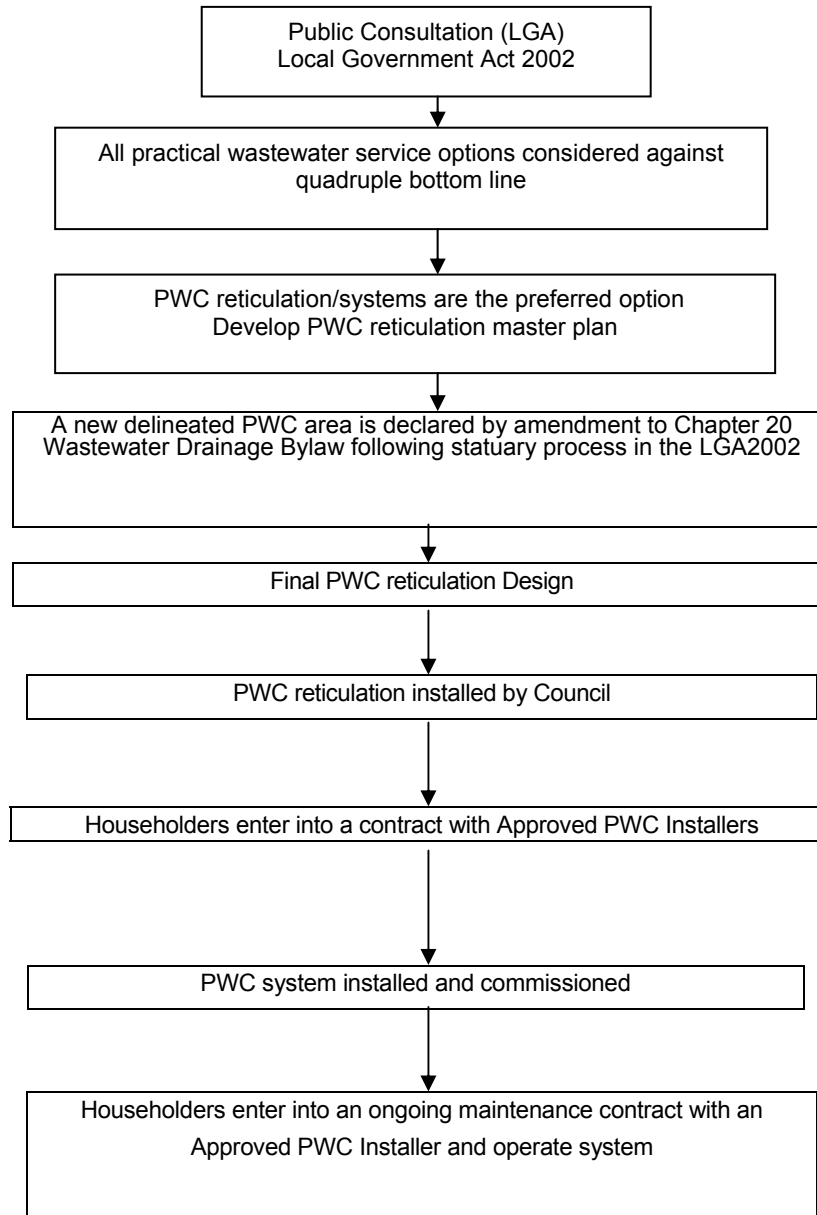 Public Consultation (LGA)
Local Government Act 2002
All practical wastewater service options considered against
quadruple bottom line
PWC reticulation/systems are the preferred option
Develop PWC reticulation master plan
A new delineated PWC area is declared by amendment to Chapter 20
Wastewater Drainage Bylaw following statuary process in the LGA2002
Final PWC reticulation Design
PWC reticulation installed by Council
Householders enter into a contract with Approved PWC Installers
PWC system installed and commissioned
Householders enter into an ongoing maintenance contract with an
Approved PWC Installer and operate system